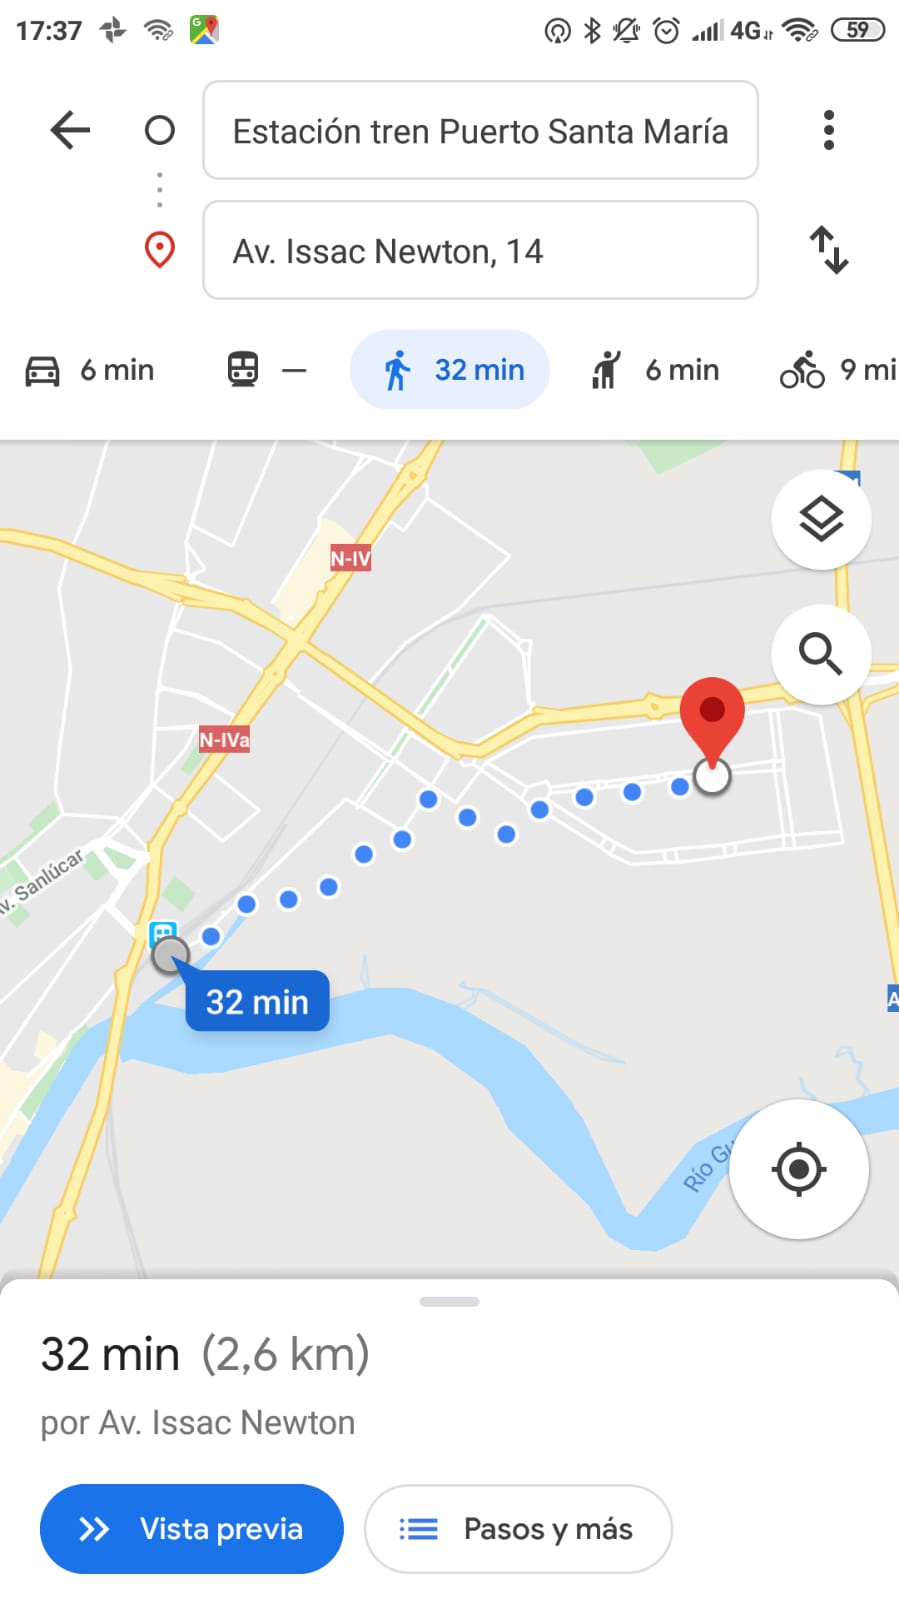 17:37
4G
59
Estación tren Puerto Santa María
Av. Issac Newton, 14
6 min
—
32 min
6 min
9 mi
N-IV
N-IVa
Sanlúcar
32 min
A
Río Gu
32 min (2,6 km)
por Av. Issac Newton
Vista previa
Pasos y más